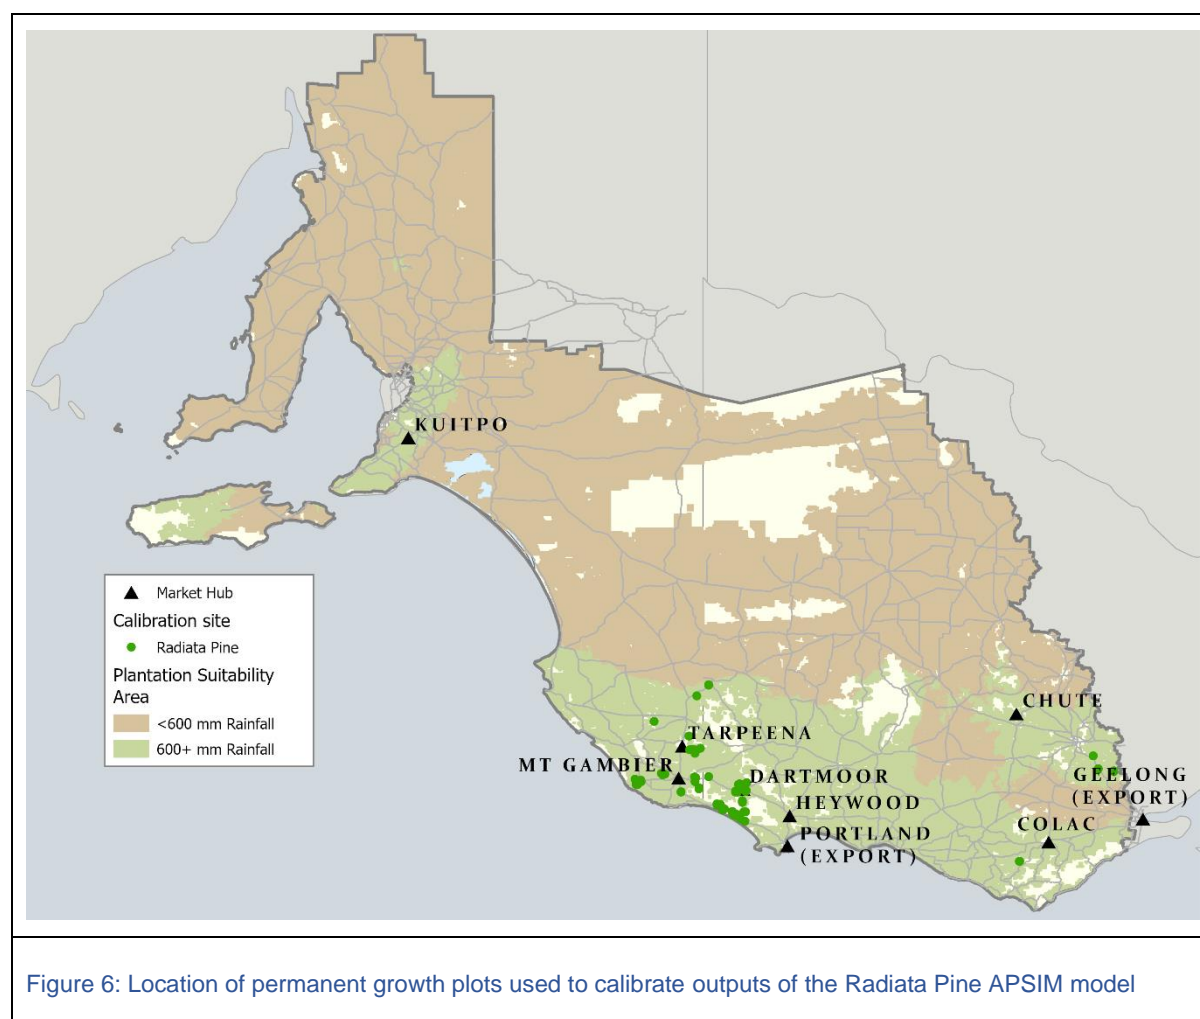 KUITPO
Market Hub
Calibration site
Radiata Pine
Plantation Suitability
Area
<600 mm Rainfall
600+ mm Rainfall
CHUTE
TARPEENA
MT GAMBIER
DARTMOOR
GEELONG
(EXPORT)
HEYWOOD
COLAC
PORTLAND
(EXPORT)
Figure 6: Location of permanent growth plots used to calibrate outputs of the Radiata Pine APSIM model